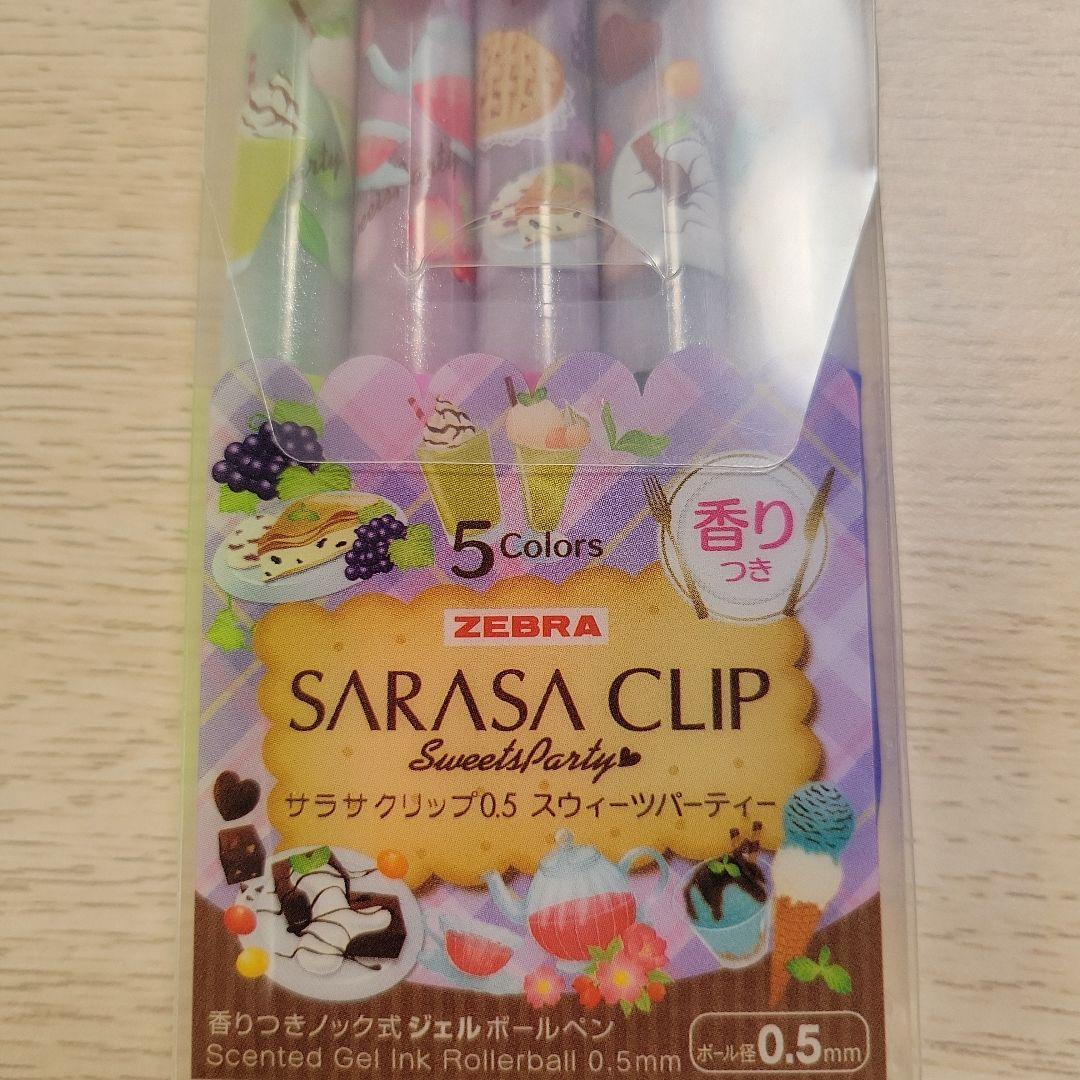 arty
5 Colors
香り
つき
ZEBRA
SARASA CLIP
SweetsParty
サラサクリップ0.5 スウィーツパーティー
香りつきノック式ジェルボールペン
Scented Gel Ink Rollerball 0.5mm
ボール径0.5mm